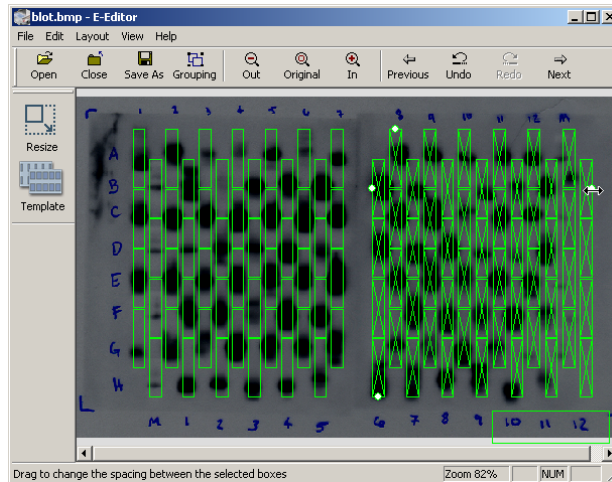 blot.bmp - E-Editor
File Edit Layout View Help
Open Close Save As Grouping Out Original In Previous Undo Redo Next
Resize
Template
1 2 3 4 5 6 7 8 9 10 11 12 M
A
B
C
D
E
F
G
H
M 1 2 3 4 5 6 7 8 9 10 11 12
Drag to change the spacing between the selected boxes Zoom 82% NUM